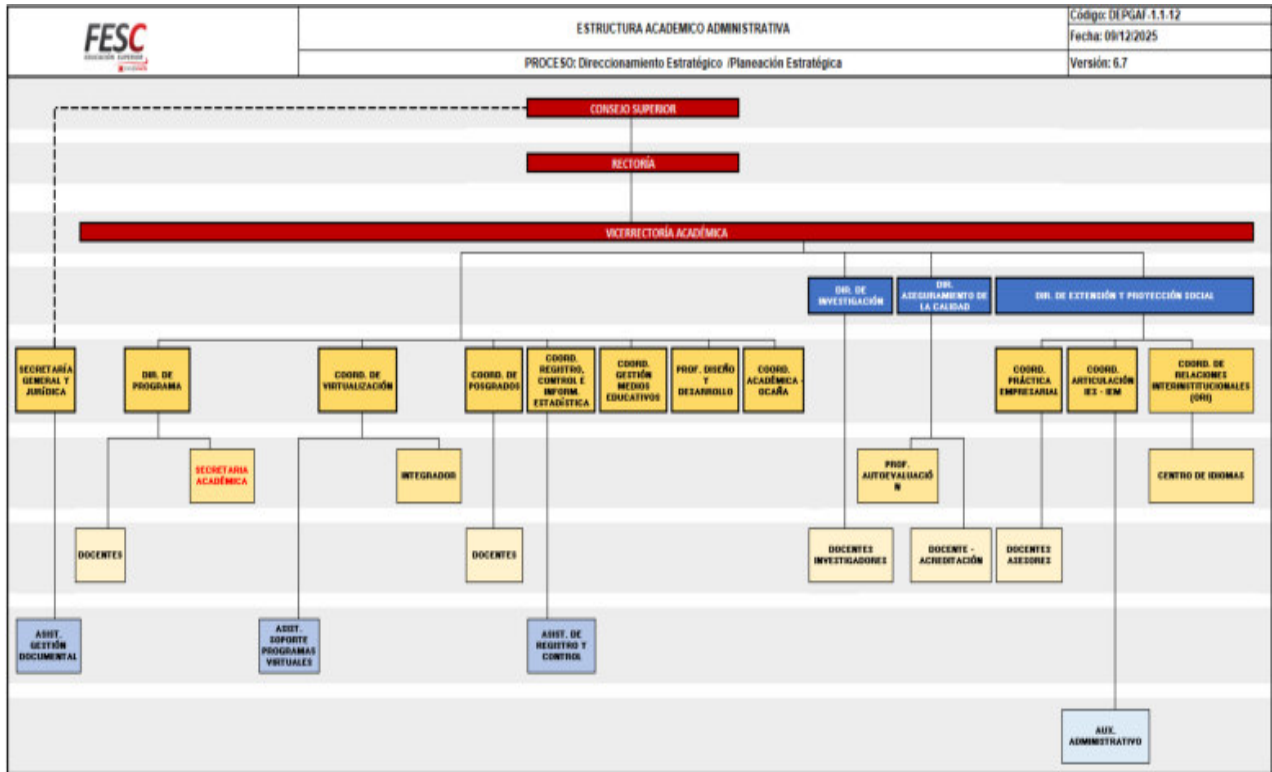 FESC
EDUCACIÓN SUPERIOR
ESTRUCTURA ACADEMICO ADMINISTRATIVA
PROCESO: Direccionamiento Estratégico /Planeación Estratégica
Código: DEPGAF-1.1-12
Fecha: 09/12/2025
Versión: 6.7
CONSEJO SUPERIOR
RECTORÍA
VICERRECTORÍA ACADÉMICA
DIR. DE
INVESTIGACIÓN
DIR.
ASEGURAMIENTO DE
LA CALIDAD
DIR. DE EXTENSIÓN Y PROTECCIÓN SOCIAL
SECRETARÍA
GENERAL Y
JURÍDICA
DIR. DE
PROGRAMA
COORD. DE
VIRTUALIZACIÓN
COORD. DE
POSGRADOS
COORD.
REGISTRO,
CONTROL E
INFORM.
ESTADÍSTICA
COORD.
GESTIÓN
MEDIOS
EDUCATIVOS
PROF. DISEÑO
Y
DESARROLLO
COORD.
ACADÉMICA -
OCAÑA
COORD.
PRÁCTICA
EMPRESARIAL
COORD.
ARTICULACIÓN
IES - IEM
COORD. DE
RELACIONES
INTERINSTITUCIONALES
(ORI)
SECRETARIA
ACADÉMICA
INTEGRADOR
PROF.
AUTOEVALUACIÓ
N
CENTRO DE IDIOMAS
DOCENTES
DOCENTES
DOCENTES
INVESTIGADORES
DOCENTE -
ACREDITACIÓN
DOCENTES
ASESORES
ASIST.
GESTIÓN
DOCUMENTAL
ASIST.
SOPORTE
PROGRAMAS
VIRTUALES
ASIST. DE
REGISTRO Y
CONTROL
AUX.
ADMINISTRATIVO